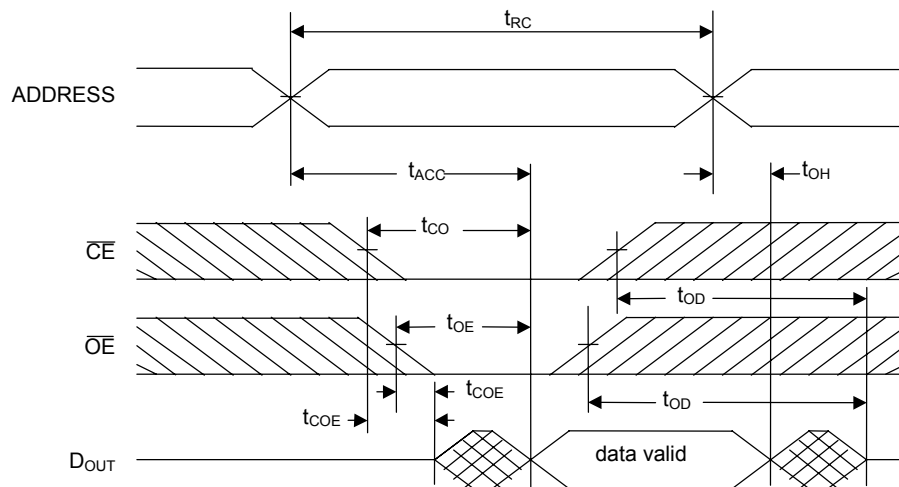 tRC
ADDRESS
tACC
tOH
tCO
CE
tOD
tOE
OE
tCOE
tOD
tCOE
DOUT
data valid